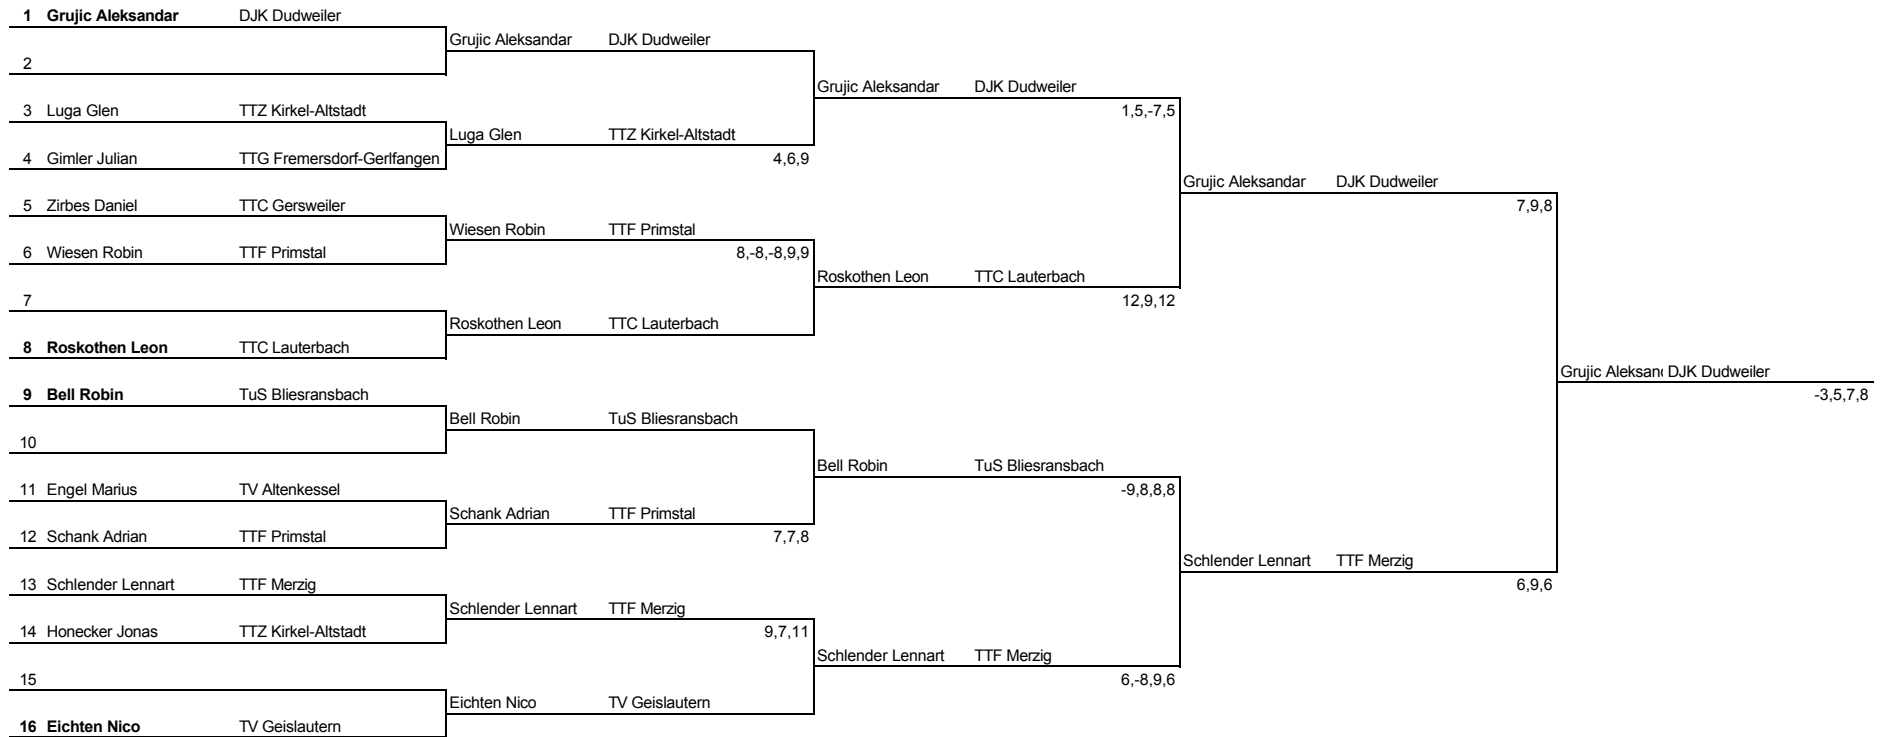 1 Grujic Aleksandar DJK Dudweiler
Grujic Aleksandar DJK Dudweiler
2
Grujic Aleksandar DJK Dudweiler
3 Luga Glen TTZ Kirkel-Altstadt 1,5,-7,5
Luga Glen TTZ Kirkel-Altstadt
4 Gimler Julian TTG Fremersdorf-Gerlfangen 4,6,9
Grujic Aleksandar DJK Dudweiler
5 Zirbes Daniel TTC Gersweiler 7,9,8
Wiesen Robin TTF Primstal
6 Wiesen Robin TTF Primstal 8,-8,-8,9,9
Roskothen Leon TTC Lauterbach
7 12,9,12
Roskothen Leon TTC Lauterbach
8 Roskothen Leon TTC Lauterbach
Grujic Aleksan DJK Dudweiler
9 Bell Robin TuS Bliesransbach -3,5,7,8
Bell Robin TuS Bliesransbach
10
Bell Robin TuS Bliesransbach
11 Engel Marius TV Altenkessel -9,8,8,8
Schank Adrian TTF Primstal
12 Schank Adrian TTF Primstal 7,7,8
Schlender Lennart TTF Merzig
13 Schlender Lennart TTF Merzig 6,9,6
Schlender Lennart TTF Merzig
14 Honecker Jonas TTZ Kirkel-Altstadt 9,7,11
Schlender Lennart TTF Merzig
15 6,-8,9,6
Eichten Nico TV Geislautern
16 Eichten Nico TV Geislautern